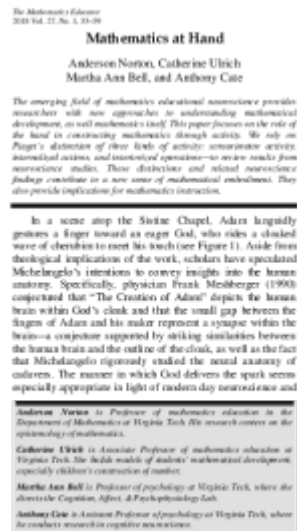 The Mathematics Educator
2018 Vol. 27, No. 1, 33–59
Mathematics at Hand
Anderson Norton, Catherine Ulrich
Martha Ann Bell, and Anthony Cate
The emerging field of mathematics educational neuroscience provides
researchers with new approaches to understanding mathematical
development, as well mathematics itself. This paper focuses on the role of
the hand in constructing mathematics through activity. We rely on
Piaget's distinction of three kinds of activity: sensorimotor activity,
internalized actions, and interiorized operations—to review results from
neuroscience studies. These distinctions and related neuroscience
findings contribute to a new sense of mathematical embodiment. They
also provide implications for mathematics instruction.
In a scene atop the Sistine Chapel, Adam languidly
gestures a finger toward an eager God, who rides a cloaked
wave of cherubim to meet his touch (see Figure 1). Aside from
theological implications of the work, scholars have speculated
Michelangelo's intentions to convey insights into the human
anatomy. Specifically, physician Frank Meshberger (1990)
conjectured that "The Creation of Adam" depicts the human
brain within God's cloak and that the small gap between the
fingers of Adam and his maker represent a synapse within the
brain—a conjecture supported by striking similarities between
the human brain and the outline of the cloak, as well as the fact
that Michelangelo rigorously studied the neural anatomy of
cadavers. The manner in which God delivers the spark seems
especially appropriate in light of modern day neuroscience and
Anderson Norton is Professor of mathematics education in the
Department of Mathematics at Virginia Tech. His research centers on the
epistemology of mathematics.
Catherine Ulrich is Associate Professor of mathematics education at
Virginia Tech. She builds models of students' mathematical development,
especially children's construction of number.
Martha Ann Bell is Professor of psychology at Virginia Tech, where she
directs the Cognition, Affect, & Psychophysiology Lab.
Anthony Cate is Assistant Professor of psychology at Virginia Tech, where
he conducts research in cognitive neuroscience.